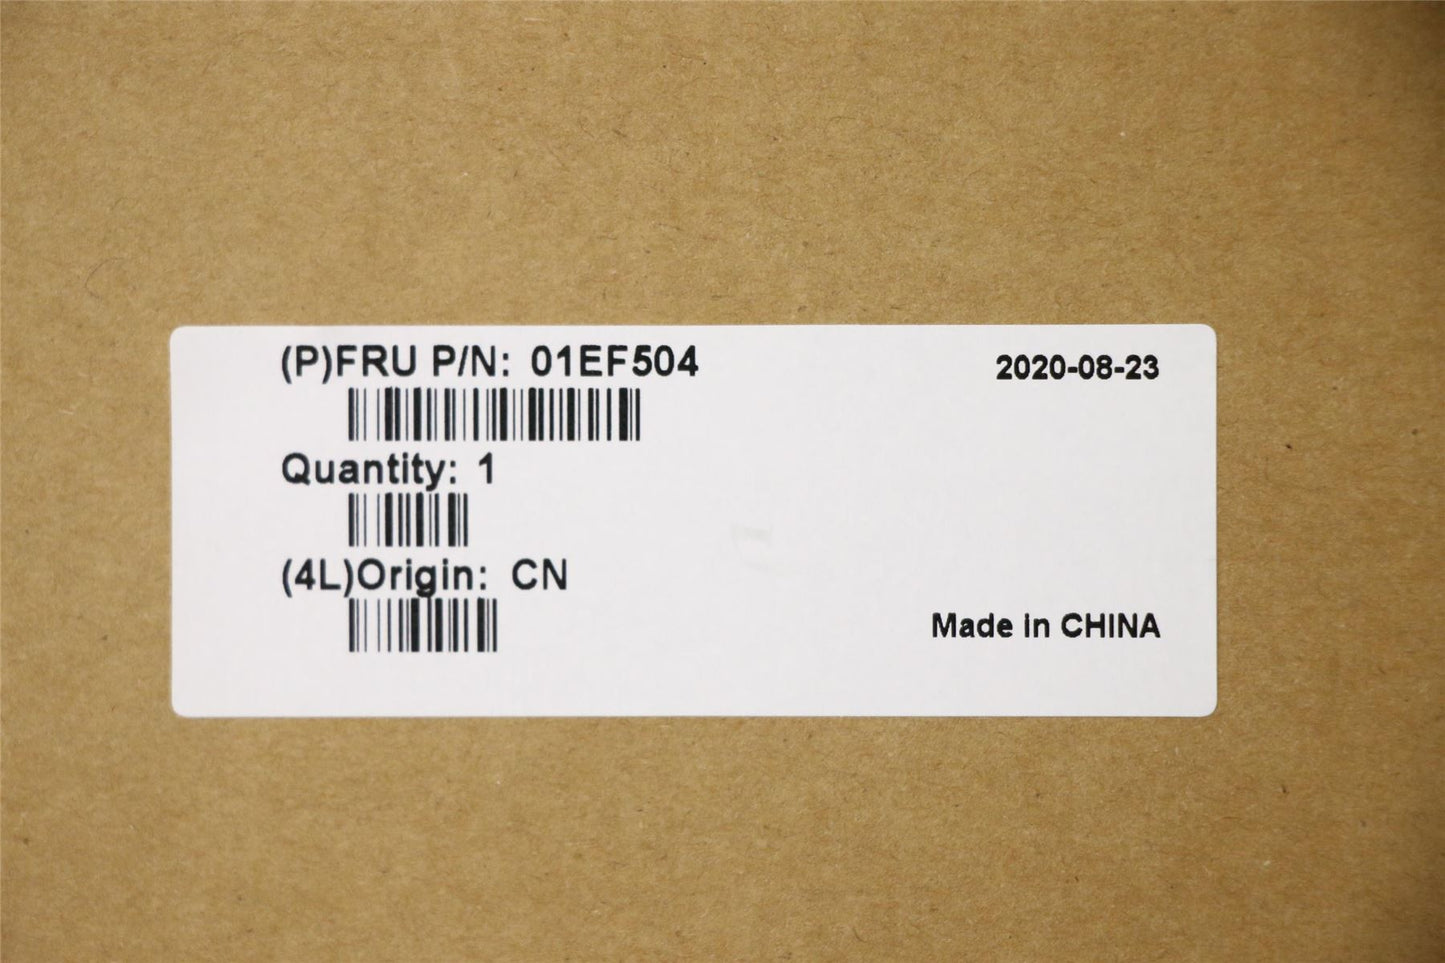 (P)FRU P/N: 01EF504
2020-08-23
Quantity: 1
(4L)Origin: CN
Made in CHINA